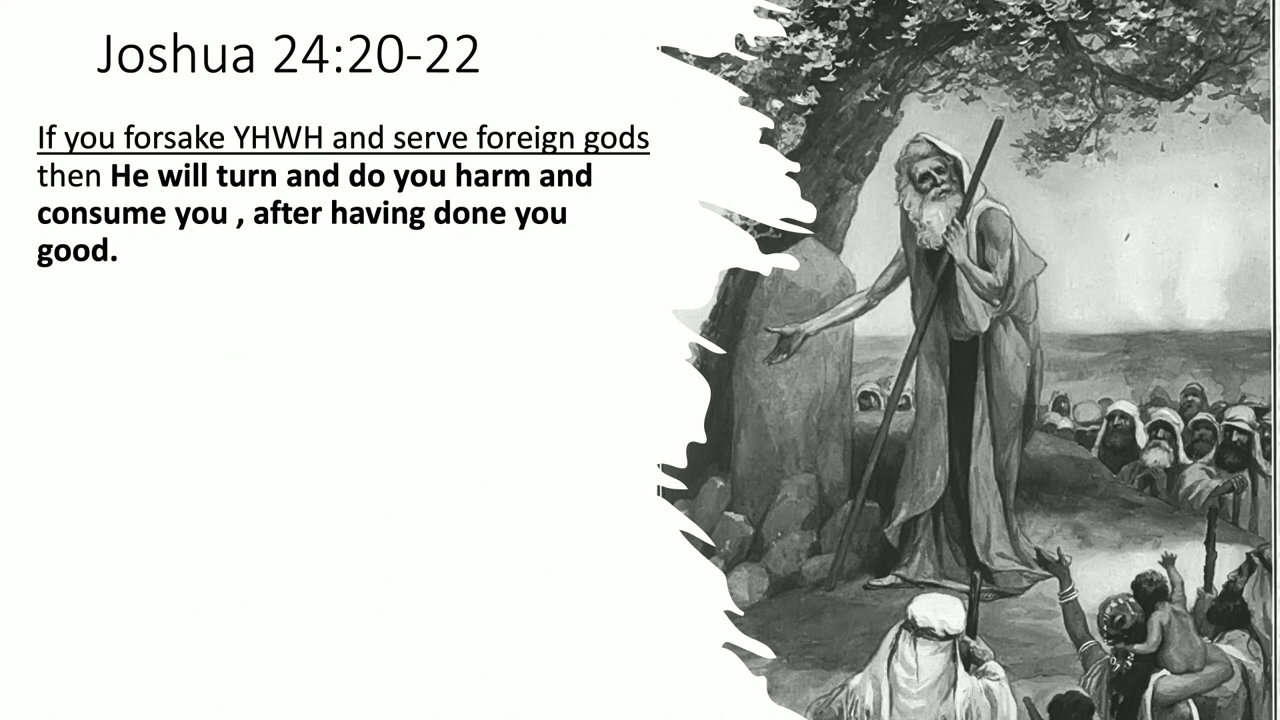 Joshua 24:20-22
If you forsake YHWH and serve foreign gods
then He will turn and do you harm and
consume you , after having done you
good.